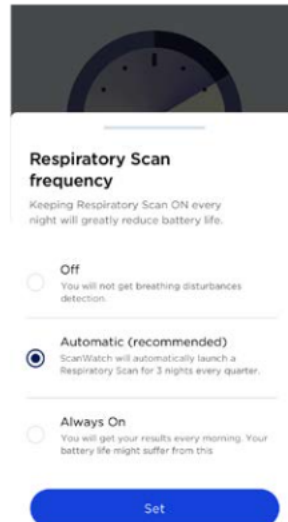 Respiratory Scan
frequency
Keeping Respiratory Scan ON every
night will greatly reduce battery life.
Off
You will not get breathing disturbances
detection.
Automatic (recommended)
ScanWatch will automatically launch a
Respiratory Scan for 3 nights every quarter.
Always On
You will get your results every morning. Your
battery life might suffer from this
Set